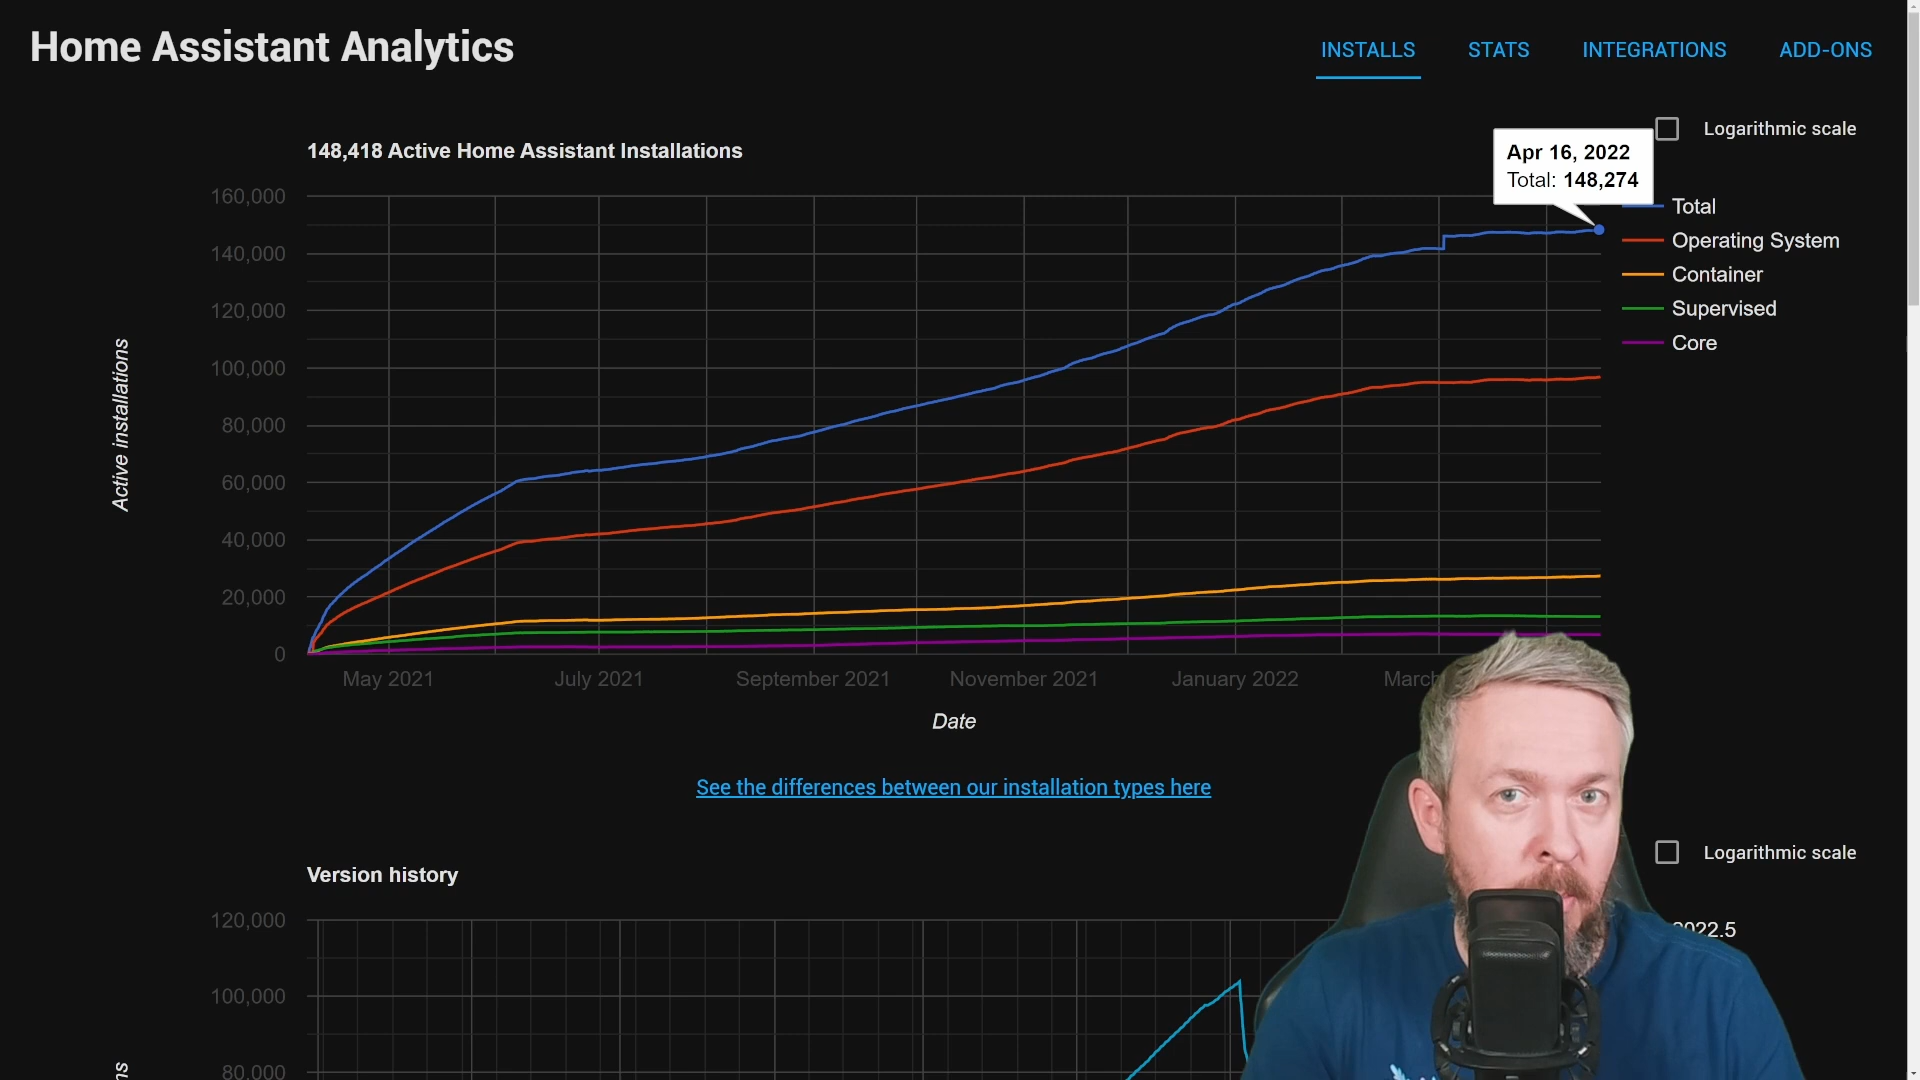 Home Assistant Analytics
INSTALLS
STATS
INTEGRATIONS
ADD-ONS
Logarithmic scale
148,418 Active Home Assistant Installations
Apr 16, 2022
Total: 148,274
160,000
140,000
120,000
100,000
80,000
60,000
40,000
20,000
0
Active installations
Total
Operating System
Container
Supervised
Core
May 2021
July 2021
September 2021
November 2021
January 2022
March
Date
See the differences between our installation types here
Version history
Logarithmic scale
120,000
100,000
80,000
2022.5
ns